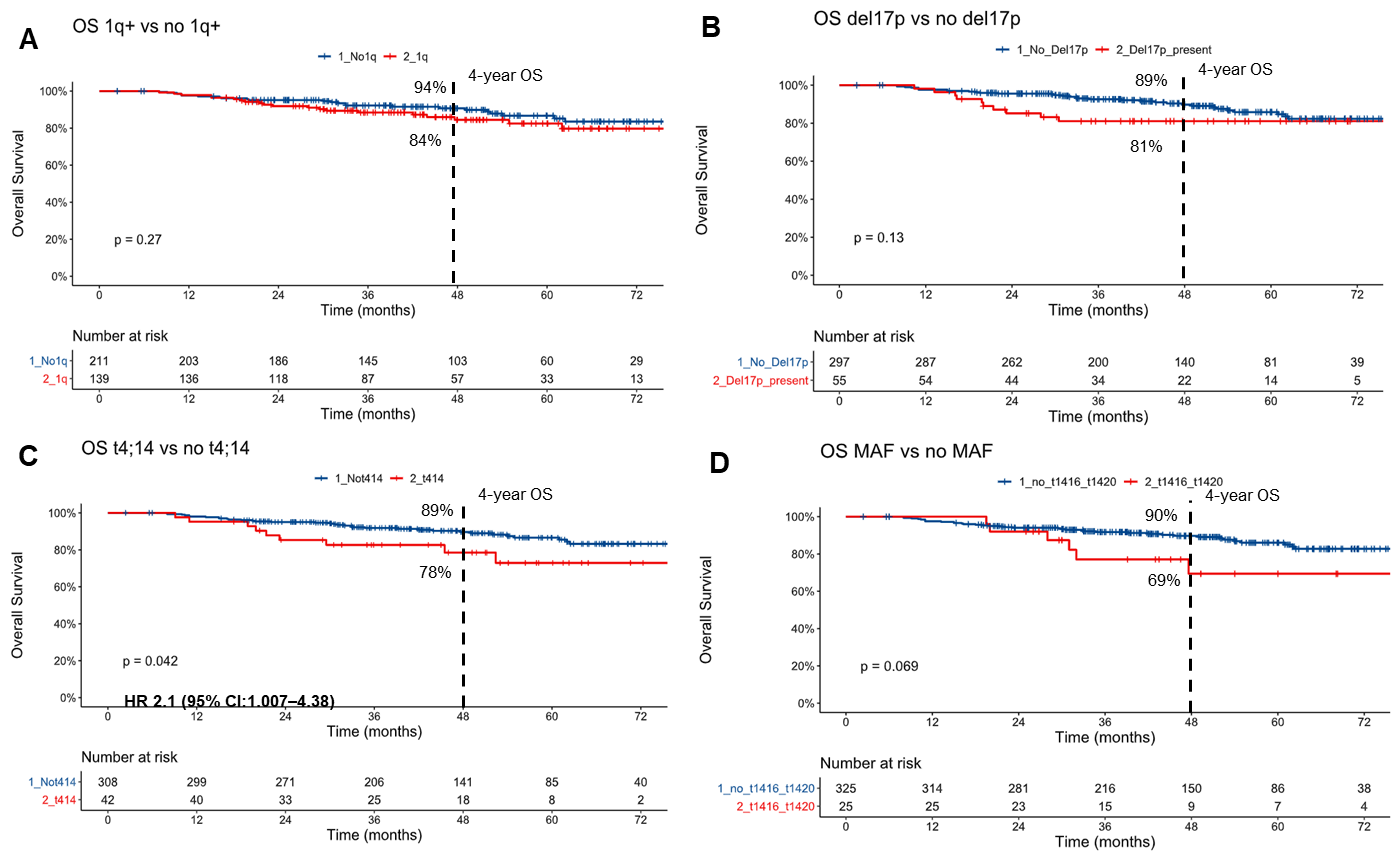 A
OS 1q+ vs no 1q+
1_No1q 2_1q
4-year OS
94%
84%
100%
80%
60%
40%
20%
0%
Overall Survival
p = 0.27
0 12 24 36 48 60 72
Time (months)
Number at risk
1_No1q 211 203 186 145 103 60 29
2_1q 139 136 118 87 57 33 13
0 12 24 36 48 60 72
Time (months)
B
OS del17p vs no del17p
1_No_Del17p 2_Del17p_present
4-year OS
89%
81%
100%
80%
60%
40%
20%
0%
Overall Survival
p = 0.13
0 12 24 36 48 60 72
Time (months)
Number at risk
1_No_Del17p 297 287 262 200 140 81 39
2_Del17p_present 55 54 44 34 22 14 5
0 12 24 36 48 60 72
Time (months)
C
OS t4;14 vs no t4;14
1_Not414 2_t414
4-year OS
89%
78%
100%
80%
60%
40%
20%
0%
Overall Survival
p = 0.042
HR 2.1 (95% CI:1.007–4.38)
0 12 24 36 48 60 72
Time (months)
Number at risk
1_Not414 308 299 271 206 141 85 40
2_t414 42 40 33 25 18 8 2
0 12 24 36 48 60 72
Time (months)
D
OS MAF vs no MAF
1_no_t1416_t1420 2_t1416_t1420
4-year OS
90%
69%
100%
80%
60%
40%
20%
0%
Overall Survival
p = 0.069
0 12 24 36 48 60 72
Time (months)
Number at risk
1_no_t1416_t1420 325 314 281 216 150 86 38
2_t1416_t1420 25 25 23 15 9 7 4
0 12 24 36 48 60 72
Time (months)